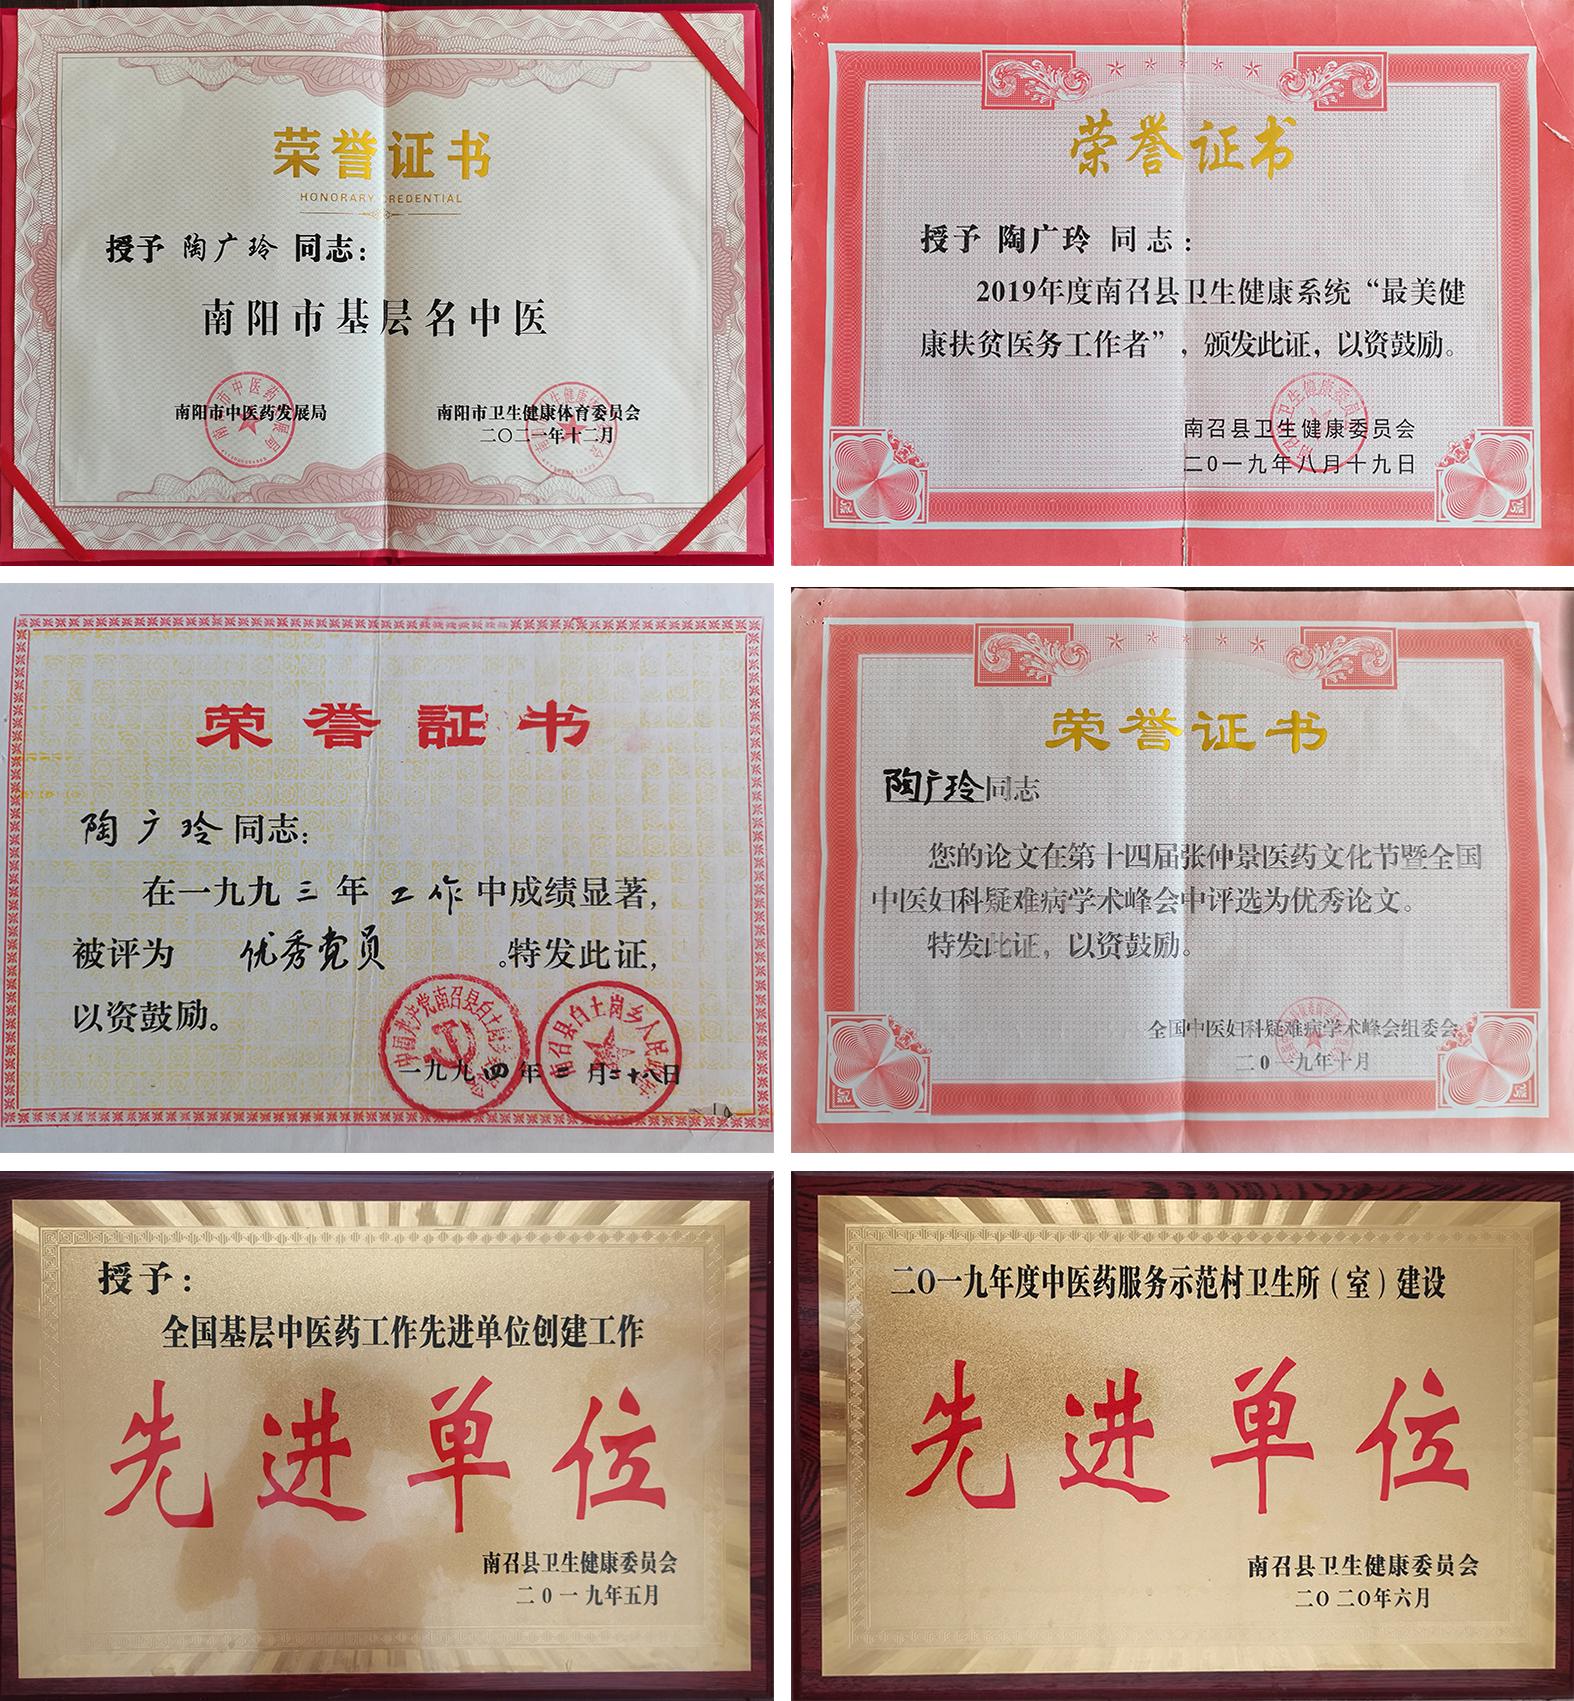 荣誉证书
HONORARY CREDENTIAL
授予 陶广玲 同志：
南阳市基层名中医
南阳市中医药发展局
南阳市卫生健康体育委员会
二〇二一年十二月
荣誉证书
授予 陶广玲 同志：
2019年度南召县卫生健康系统“最美健
康扶贫医务工作者”，颁发此证，以资鼓励。
南召县卫生健康委员会
二0一九年八月十九日
荣誉証书
陶广玲同志：
在一九九三年工作中成绩显著，
被评为 优秀党员 。特发此证，
以资鼓励。
一九九四年二月二十八日
荣誉证书
陶广玲同志
您的论文在第十四届张仲景医药文化节暨全国
中医妇科疑难病学术峰会中评选为优秀论文。
特发此证，以资鼓励。
全国中医妇科疑难病学术峰会组委会
二0一九年十月
授予：
全国基层中医药工作先进单位创建工作
先进单位
南召县卫生健康委员会
二0一九年五月
二0一九年度中医药服务示范村卫生所（室）建设
先进单位
南召县卫生健康委员会
二〇二〇年六月